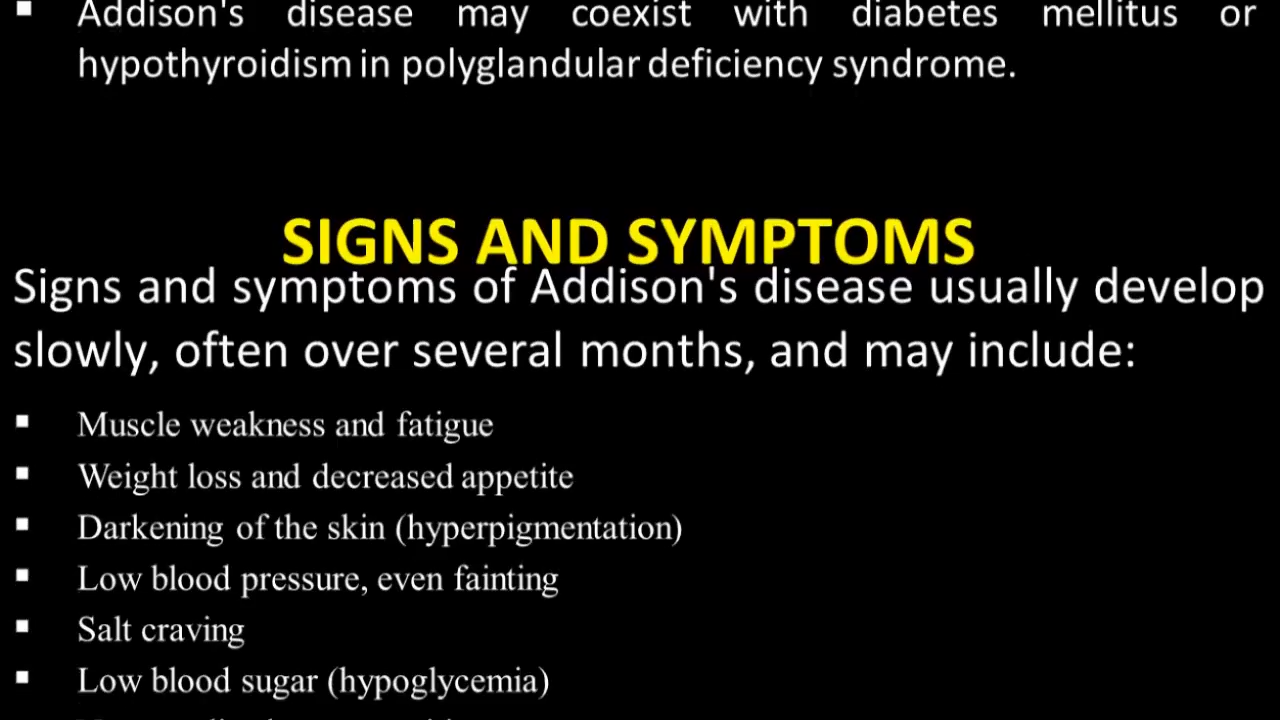 ▪ Addison's disease may coexist with diabetes mellitus or
hypothyroidism in polyglandular deficiency syndrome.
SIGNS AND SYMPTOMS
Signs and symptoms of Addison's disease usually develop
slowly, often over several months, and may include:
▪ Muscle weakness and fatigue
▪ Weight loss and decreased appetite
▪ Darkening of the skin (hyperpigmentation)
▪ Low blood pressure, even fainting
▪ Salt craving
▪ Low blood sugar (hypoglycemia)